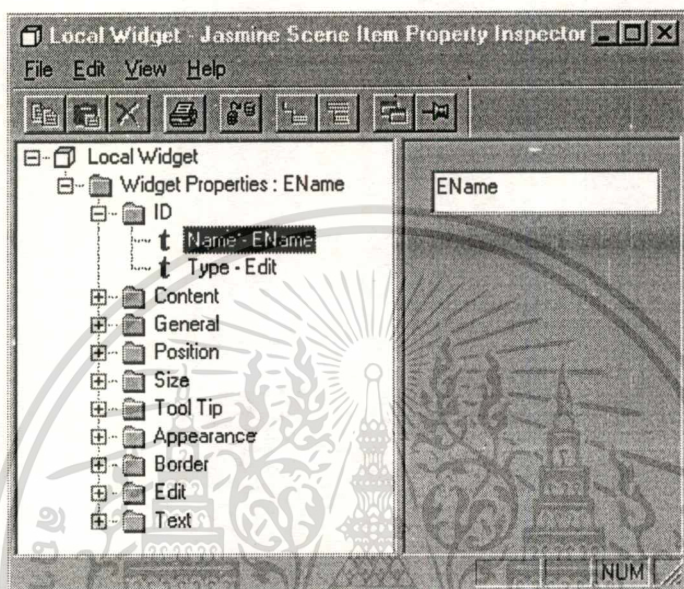 Local Widget - Jasmine Scene Item Property Inspector
File Edit View Help
Local Widget
Widget Properties : EName
ID
t Name - EName
t Type - Edit
Content
General
Position
Size
Tool Tip
Appearance
Border
Edit
Text
EName
NUM